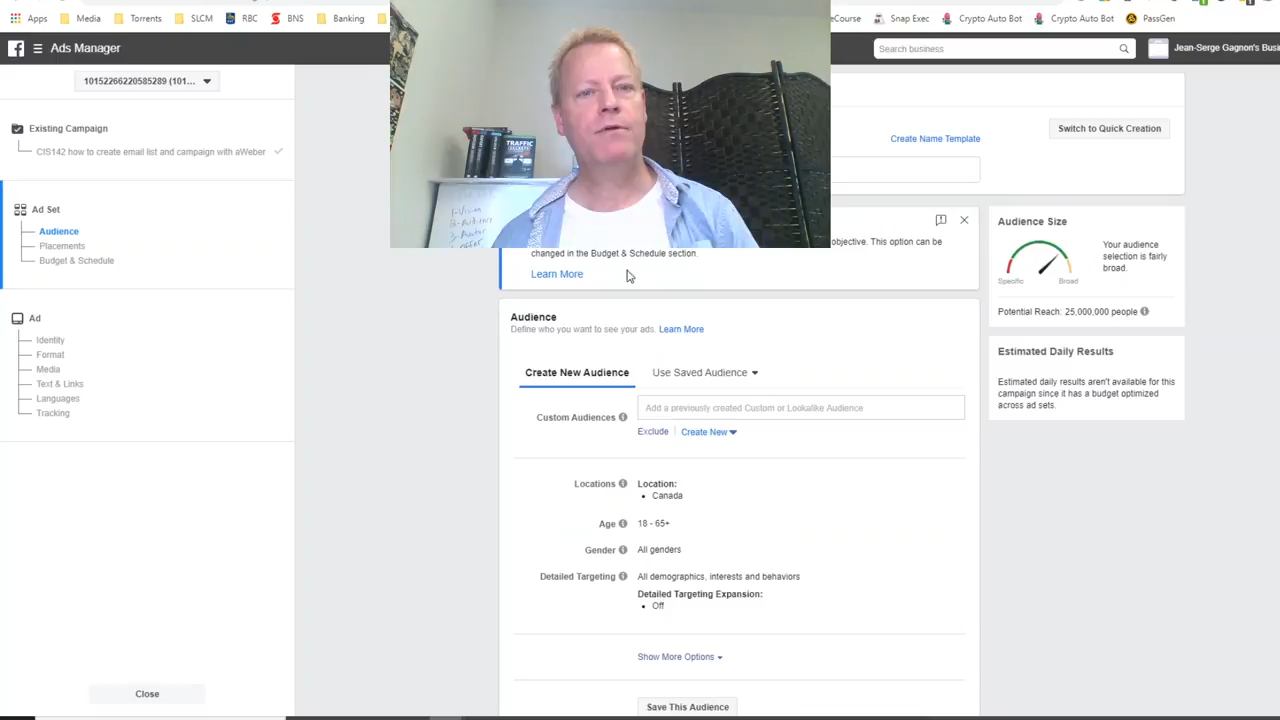 Apps
Media
Torrents
SLCM
RBC
BNS
Banking
eCourse
Snap Exec
Crypto Auto Bot
Crypto Auto Bot
PassGen
Ads Manager
Search business
Jean-Serge Gagnon's Busi
10152266220585289 (101...
Existing Campaign
CIS142 how to create email list and campaign with aWeber
Ad Set
Audience
Placements
Budget & Schedule
Ad
Identity
Format
Media
Text & Links
Languages
Tracking
Close
TRAFFIC
SECRETS
1-Vision
Create Name Template
Switch to Quick Creation
objective. This option can be
changed in the Budget & Schedule section.
Learn More
Audience
Define who you want to see your ads. Learn More
Create New Audience
Use Saved Audience
Custom Audiences
Add a previously created Custom or Lookalike Audience
Exclude
Create New
Locations
Location:
• Canada
Age
18 - 65+
Gender
All genders
Detailed Targeting
All demographics, interests and behaviors
Detailed Targeting Expansion:
• Off
Show More Options
Save This Audience
Audience Size
Your audience
selection is fairly
broad.
Specific
Broad
Potential Reach: 25,000,000 people
Estimated Daily Results
Estimated daily results aren't available for this
campaign since it has a budget optimized
across ad sets.